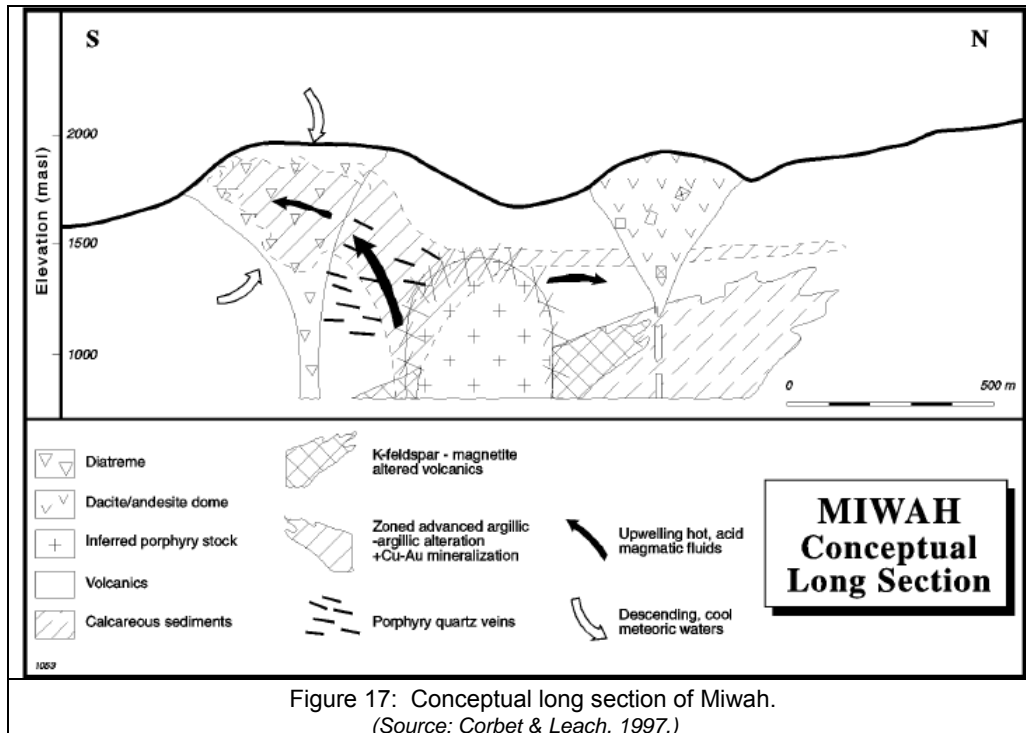 S
N
Elevation (masl)
2000
1500
1000
0
500 m
Diatreme
Dacite/andesite dome
Inferred porphyry stock
Volcanics
Calcareous sediments
K-feldspar - magnetite
altered volcanics
Zoned advanced argillic
-argillic alteration
+Cu-Au mineralization
Porphyry quartz veins
Upwelling hot, acid
magmatic fluids
Descending, cool
meteoric waters
MIWAH
Conceptual
Long Section
1053
Figure 17: Conceptual long section of Miwah.
(Source: Corbet & Leach, 1997.)